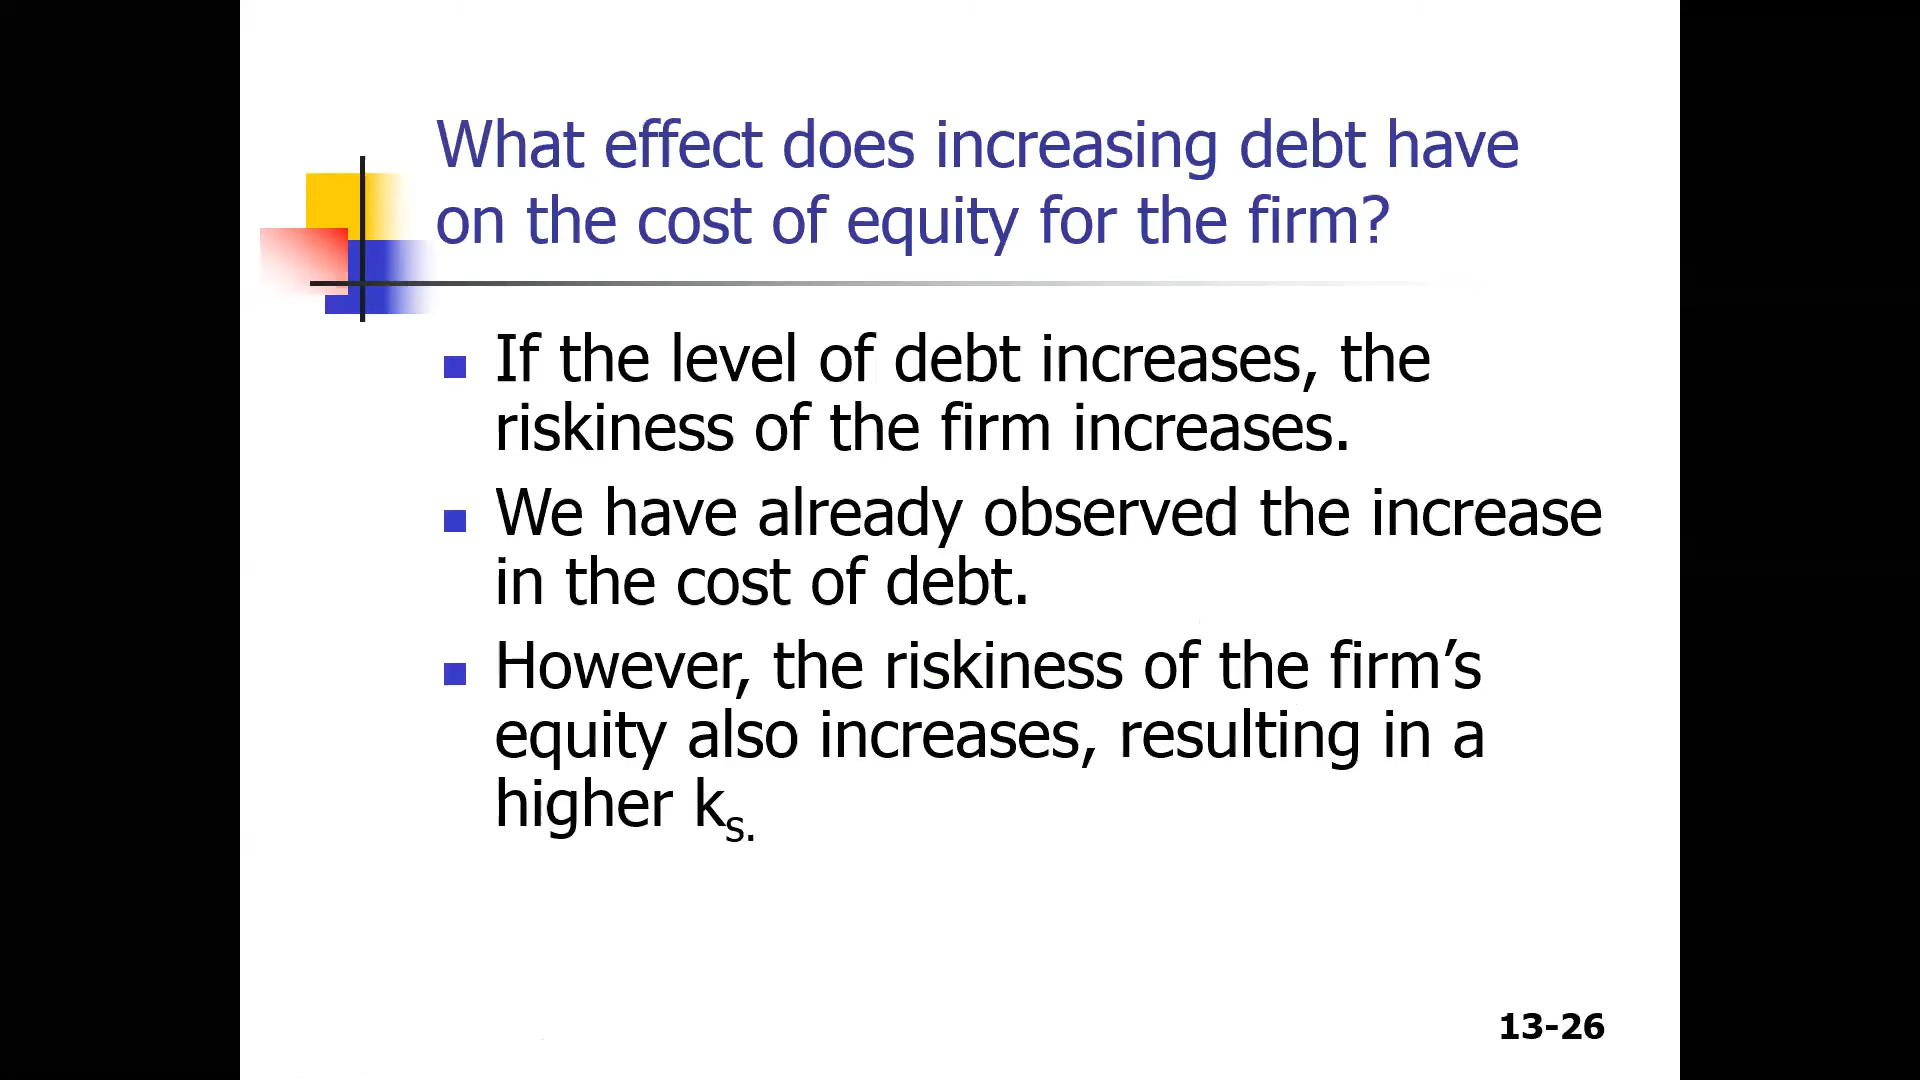 What effect does increasing debt have
on the cost of equity for the firm?
If the level of debt increases, the
riskiness of the firm increases.
We have already observed the increase
in the cost of debt.
However, the riskiness of the firm’s
equity also increases, resulting in a
higher ks.
13-26